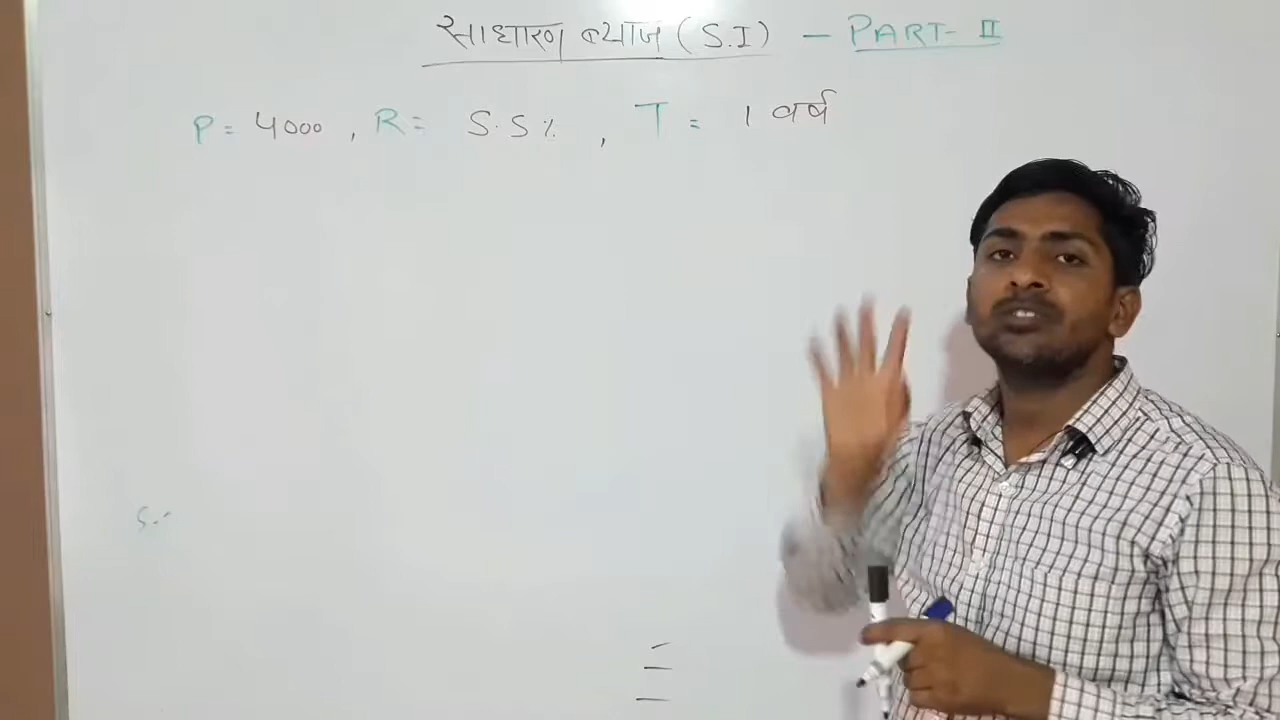 साधारण ब्याज (S.I) – PART-II
P = 4000 , R = 5.5% , T = 1 वर्ष